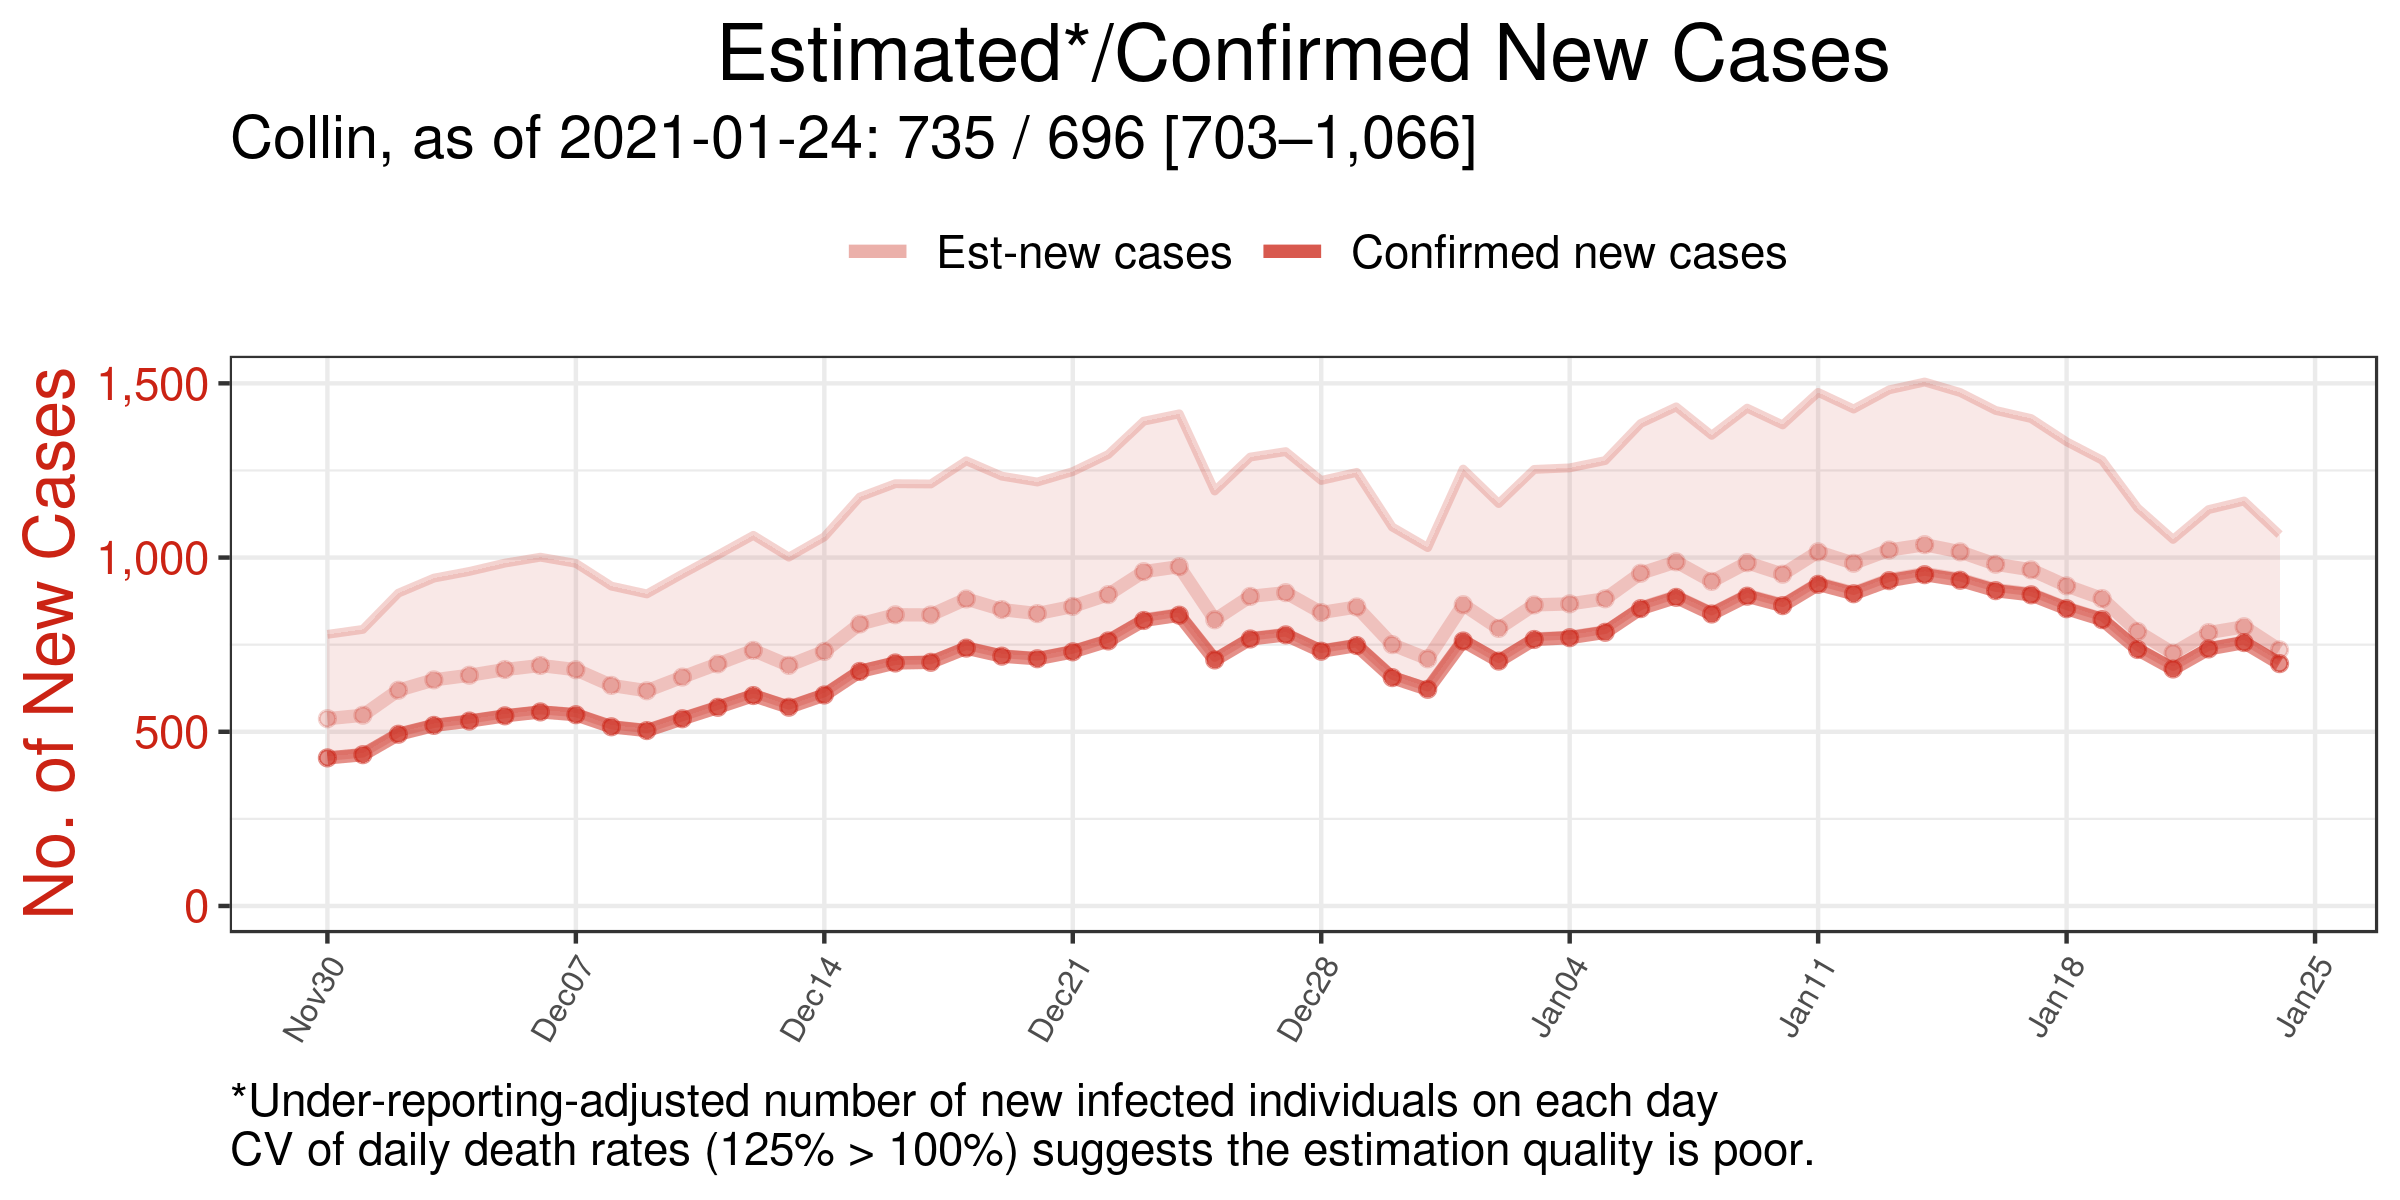 Estimated*/Confirmed New Cases
Collin, as of 2021-01-24: 735 / 696 [703–1,066]
Est-new cases
Confirmed new cases
No. of New Cases
1,500
1,000
500
0
Nov30
Dec07
Dec14
Dec21
Dec28
Jan04
Jan11
Jan18
Jan25
*Under-reporting-adjusted number of new infected individuals on each day
CV of daily death rates (125% > 100%) suggests the estimation quality is poor.